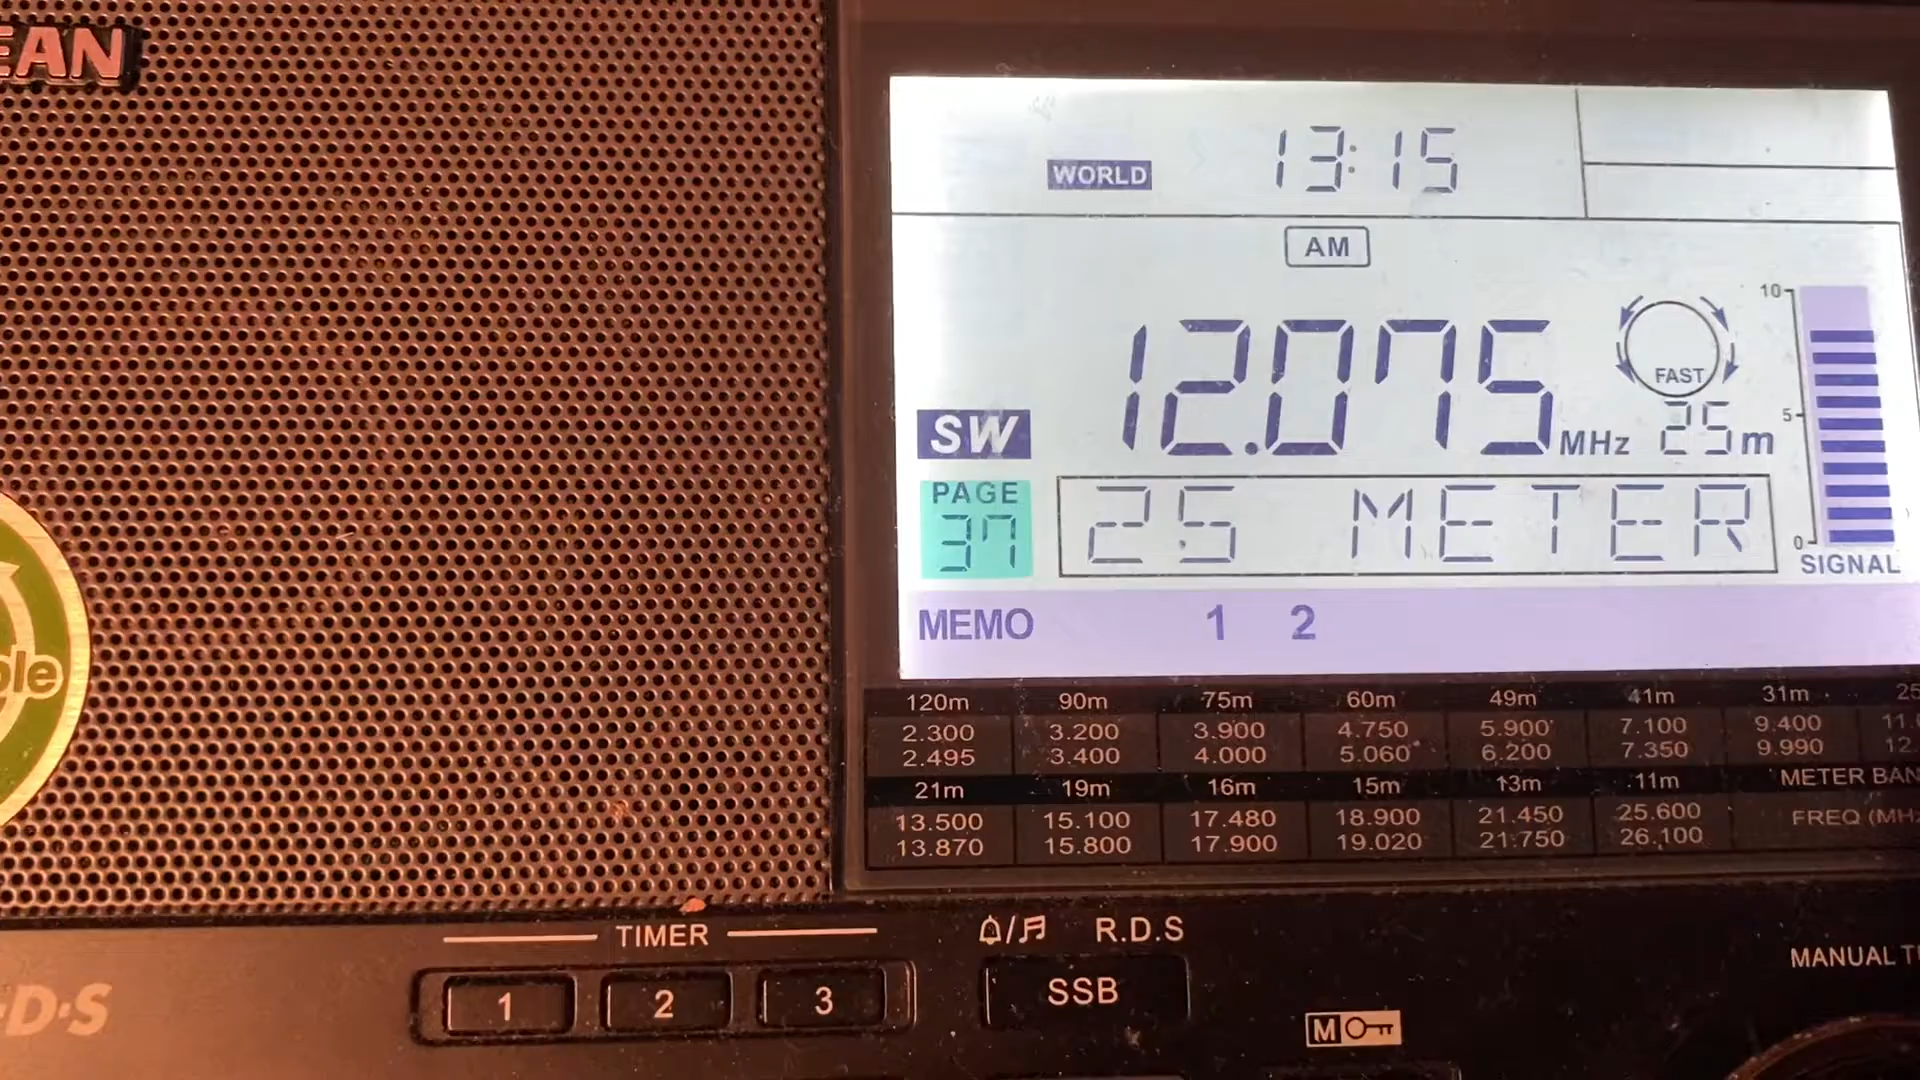 EAN
WORLD 13:15
AM
10
FAST
SW 12.075 MHz 25m
5
PAGE
37 25 METER
0
SIGNAL
MEMO 1 2
ole
120m 90m 75m 60m 49m 41m 31m 25
2.300 3.200 3.900 4.750 5.900 7.100 9.400 11.
2.495 3.400 4.000 5.060 6.200 7.350 9.990 12.
21m 19m 16m 15m 13m 11m METER BAN
13.500 15.100 17.480 18.900 21.450 25.600 FREQ (MHz
13.870 15.800 17.900 19.020 21.750 26.100
TIMER
/ R.D.S
MANUAL T
·D·S
1 2 3 SSB
M